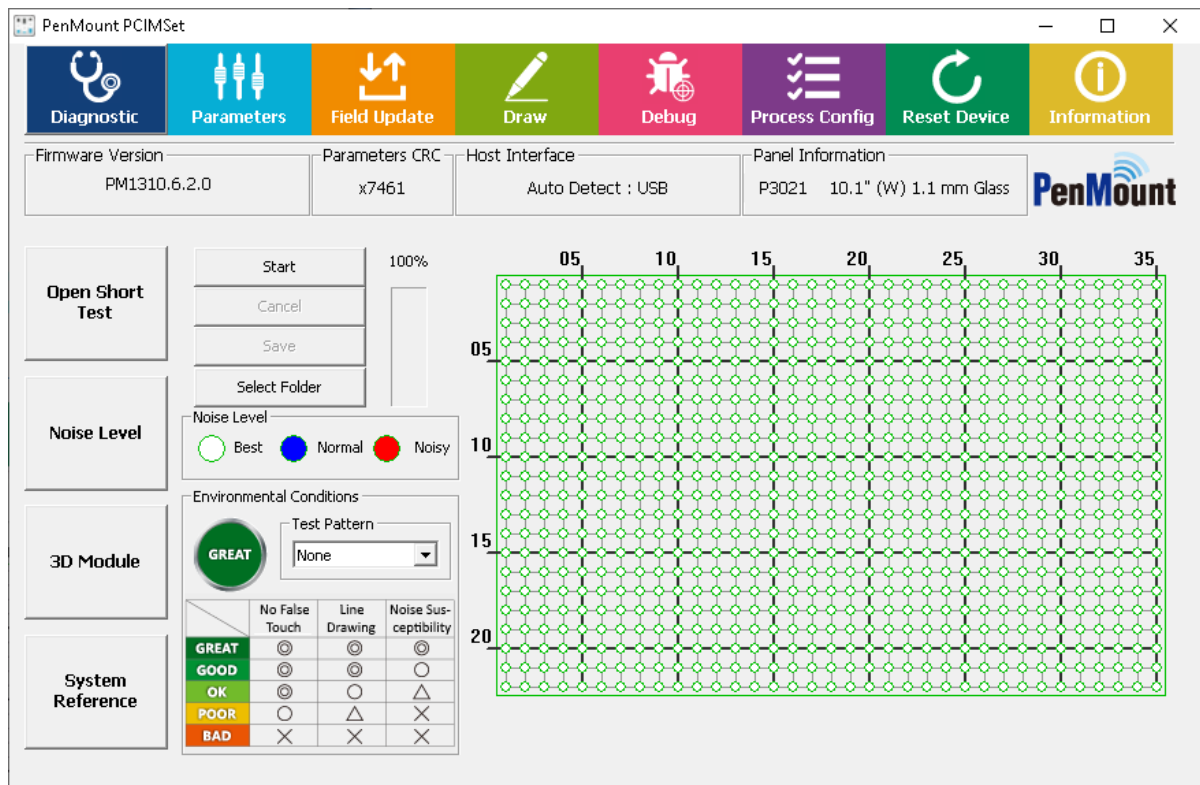 PenMount PCIMSet
Diagnostic
Parameters
Field Update
Draw
Debug
Process Config
Reset Device
Information
Firmware Version
PM1310.6.2.0
Parameters CRC
x7461
Host Interface
Auto Detect : USB
Panel Information
P3021 10.1" (W) 1.1 mm Glass
PenMount
Open Short
Test
Noise Level
3D Module
System
Reference
Start
Cancel
Save
Select Folder
100%
Noise Level
Best
Normal
Noisy
Environmental Conditions
GREAT
Test Pattern
None
No False
Touch
Line
Drawing
Noise Sus-
ceptibility
GREAT
GOOD
OK
POOR
BAD
05 10 15 20 25 30 35
05
10
15
20